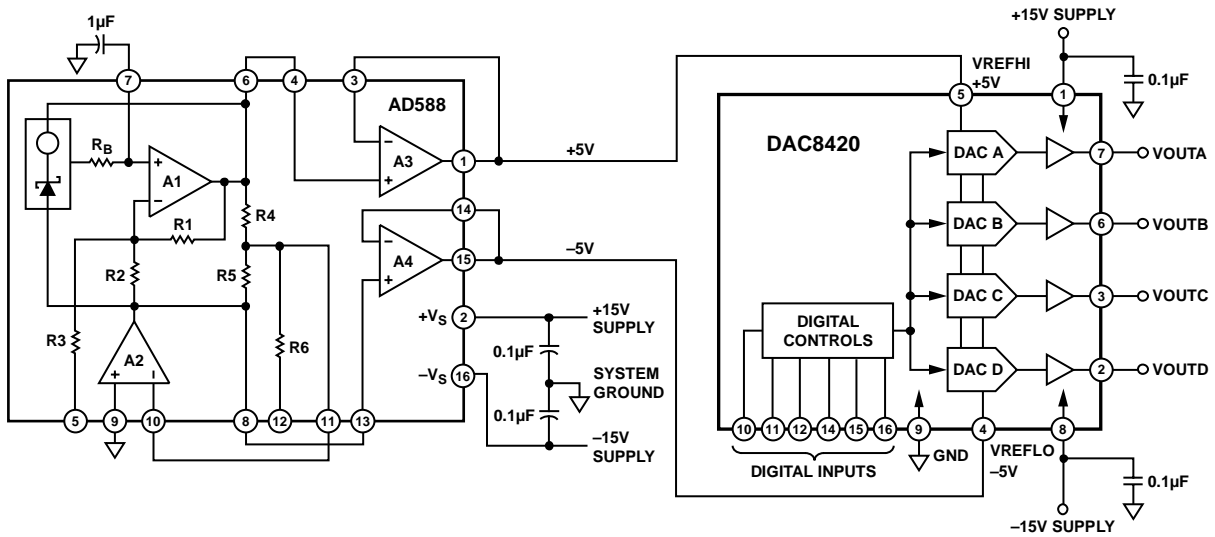 1µF
7
6
4
3
AD588
RB
A1
+
–
R1
R2
R3
R4
R5
R6
A2
+
–
A3
–
+
1
+5V
14
A4
–
+
15
–5V
+VS
2
+15V
SUPPLY
0.1µF
SYSTEM
GROUND
0.1µF
–VS
16
–15V
SUPPLY
5
9
10
8
12
11
13
+15V SUPPLY
0.1µF
VREFHI
+5V
5
1
DAC8420
DAC A
7
VOUTA
DAC B
6
VOUTB
DAC C
3
VOUTC
DAC D
2
VOUTD
DIGITAL
CONTROLS
10
11
12
14
15
16
9
4
8
DIGITAL INPUTS
GND
VREFLO
–5V
0.1µF
–15V SUPPLY